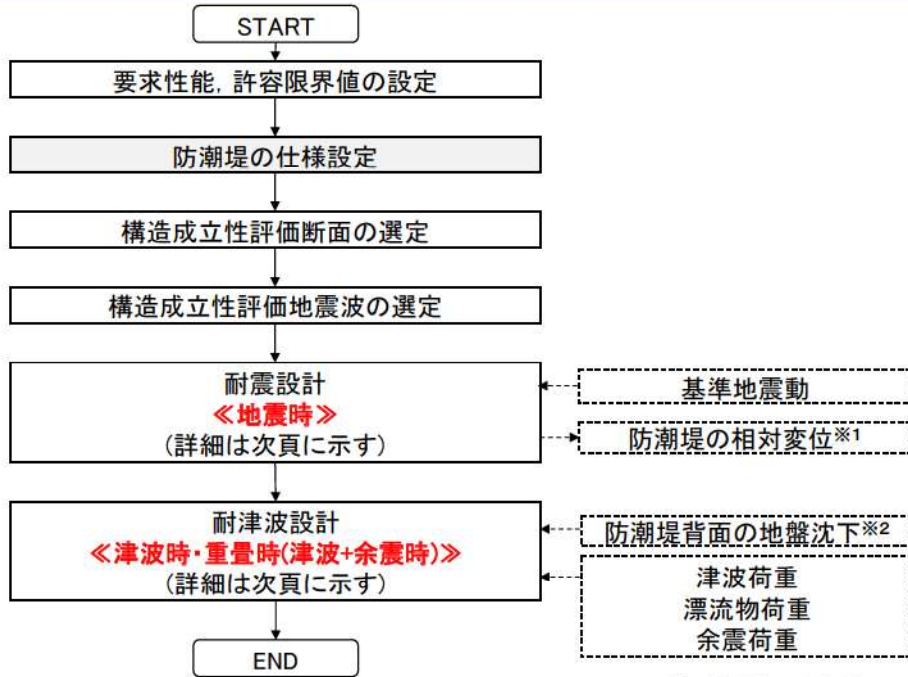 START
要求性能，許容限界値の設定
防潮堤の仕様設定
構造成立性評価断面の選定
構造成立性評価地震波の選定
耐震設計
≪地震時≫
(詳細は次頁に示す)
基準地震動
防潮堤の相対変位※1
耐津波設計
≪津波時・重畳時(津波+余震時)≫
(詳細は次頁に示す)
防潮堤背面の地盤沈下※2
津波荷重
漂流物荷重
余震荷重
END